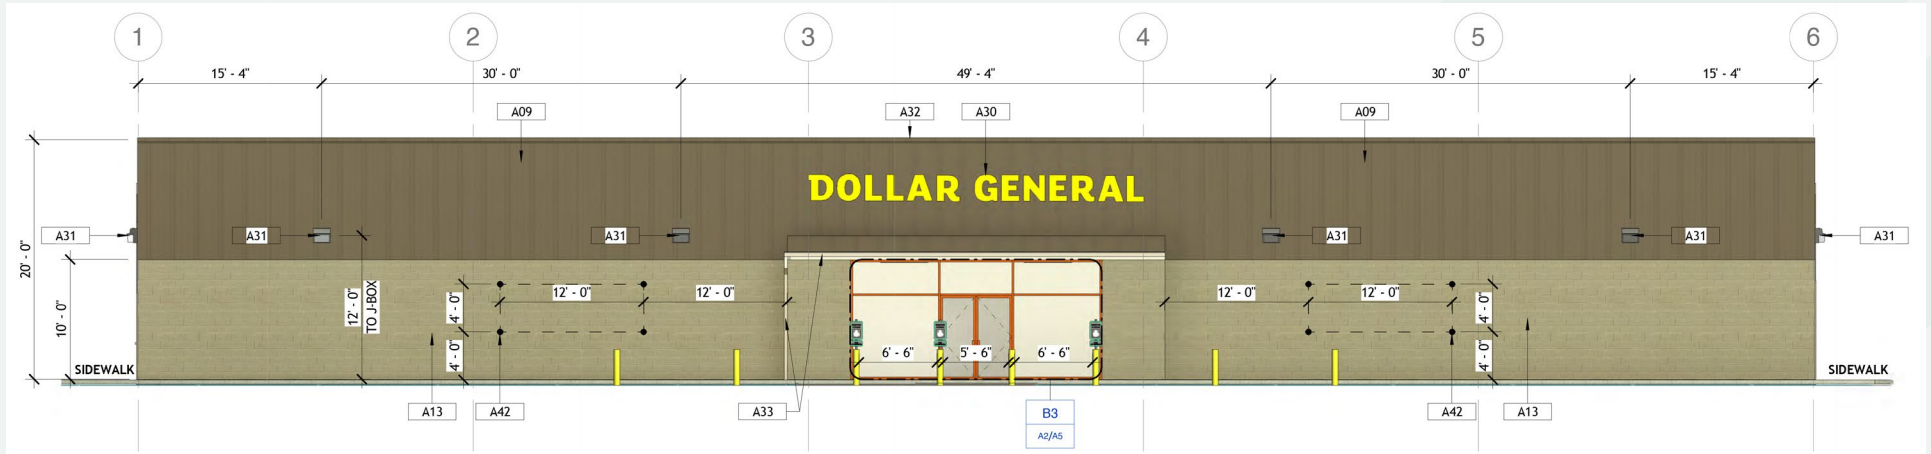 1 2 3 4 5 6
15' - 4" 30' - 0" 49' - 4" 30' - 0" 15' - 4"
A09 A32 A30 A09
DOLLAR GENERAL
A31 A31 A31 A31 A31 A31
20' - 0"
10' - 0"
12' - 0"
TO J-BOX
4' - 0"
4' - 0"
12' - 0" 12' - 0" 12' - 0" 12' - 0"
4' - 0"
4' - 0"
6' - 6" 5' - 6" 6' - 6"
SIDEWALK SIDEWALK
A13 A42 A33 B3 A42 A13
A2/A5